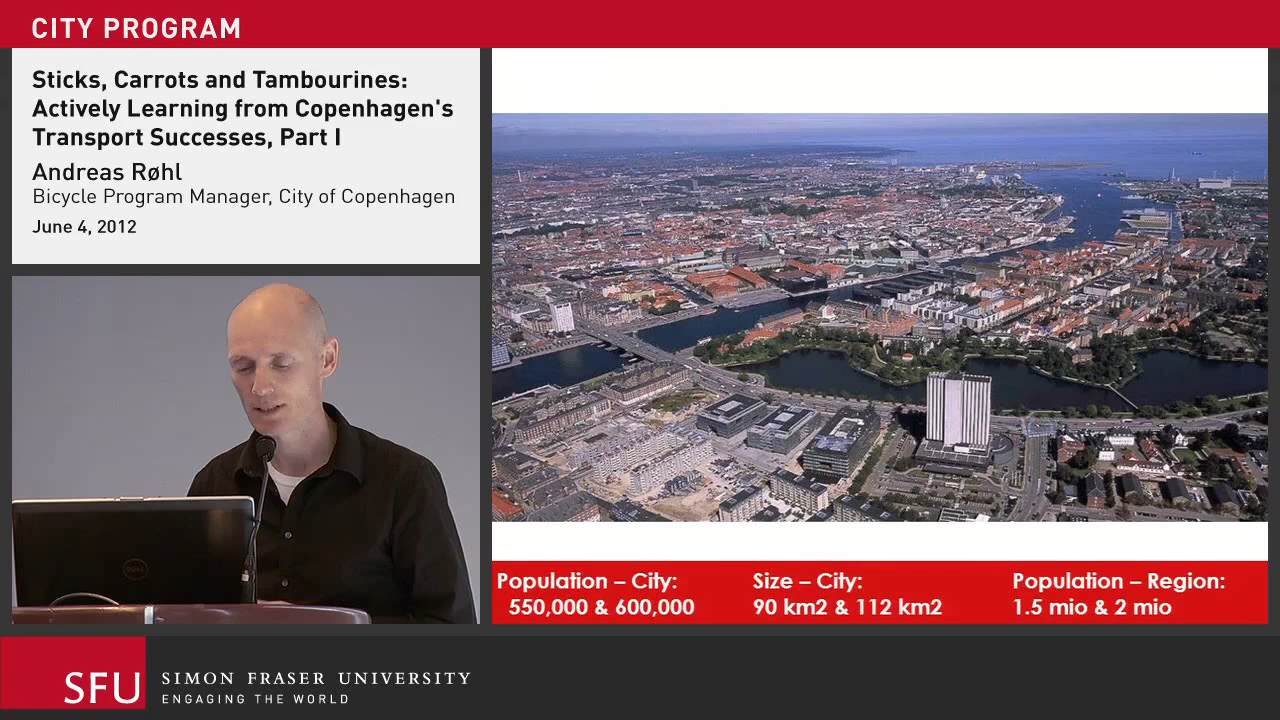 CITY PROGRAM
Sticks, Carrots and Tambourines:
Actively Learning from Copenhagen's
Transport Successes, Part I
Andreas Røhl
Bicycle Program Manager, City of Copenhagen
June 4, 2012
DELL
Population – City:
550,000 & 600,000
Size – City:
90 km2 & 112 km2
Population – Region:
1.5 mio & 2 mio
SFU
SIMON FRASER UNIVERSITY
ENGAGING THE WORLD